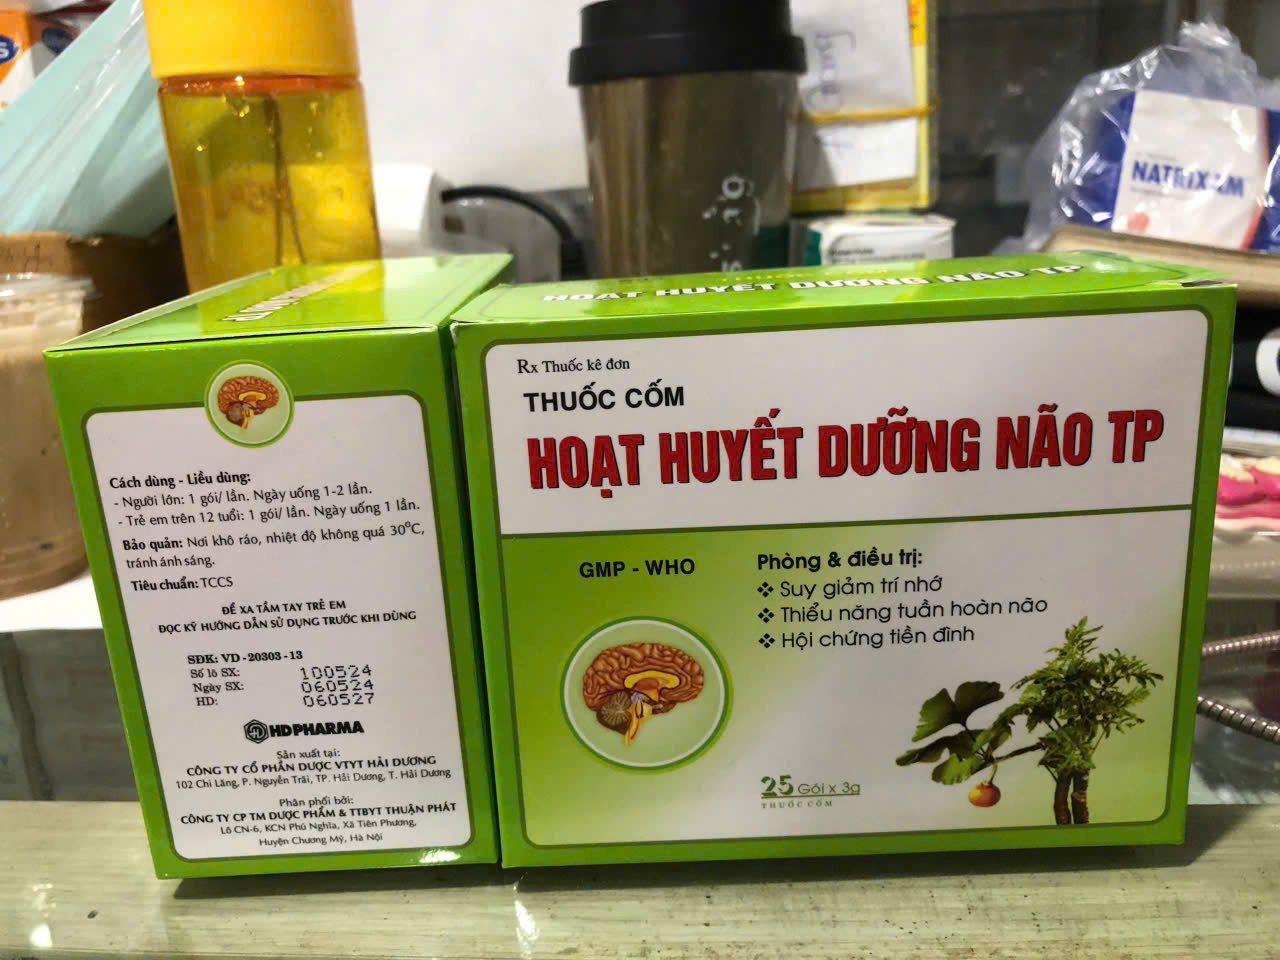 HOẠT HUYẾT DƯỠNG NÃO TP
Rx Thuốc kê đơn
THUỐC CỐM
HOẠT HUYẾT DƯỠNG NÃO TP
GMP - WHO
Phòng & điều trị:
❖ Suy giảm trí nhớ
❖ Thiểu năng tuần hoàn não
❖ Hội chứng tiền đình
25 Gói x 3g
THUỐC CỐM
Cách dùng - Liều dùng:
- Người lớn: 1 gói/ lần. Ngày uống 1-2 lần.
- Trẻ em trên 12 tuổi: 1 gói/ lần. Ngày uống 1 lần.
Bảo quản: Nơi khô ráo, nhiệt độ không quá 30°C,
tránh ánh sáng.
Tiêu chuẩn: TCCS
ĐỂ XA TẦM TAY TRẺ EM
ĐỌC KỸ HƯỚNG DẪN SỬ DỤNG TRƯỚC KHI DÙNG
SĐK: VD - 20303 - 13
Số lô SX: 100524
Ngày SX: 060524
HD: 060527
HDPHARMA
Sản xuất tại:
CÔNG TY CỔ PHẦN DƯỢC VTYT HẢI DƯƠNG
102 Chi Lăng, P. Nguyễn Trãi, TP. Hải Dương, T. Hải Dương
Phân phối bởi:
CÔNG TY CP TM DƯỢC PHẨM & TTBYT THUẬN PHÁT
Lô CN-6, KCN Phú Nghĩa, Xã Tiên Phương,
Huyện Chương Mỹ, Hà Nội
NATRIXAM